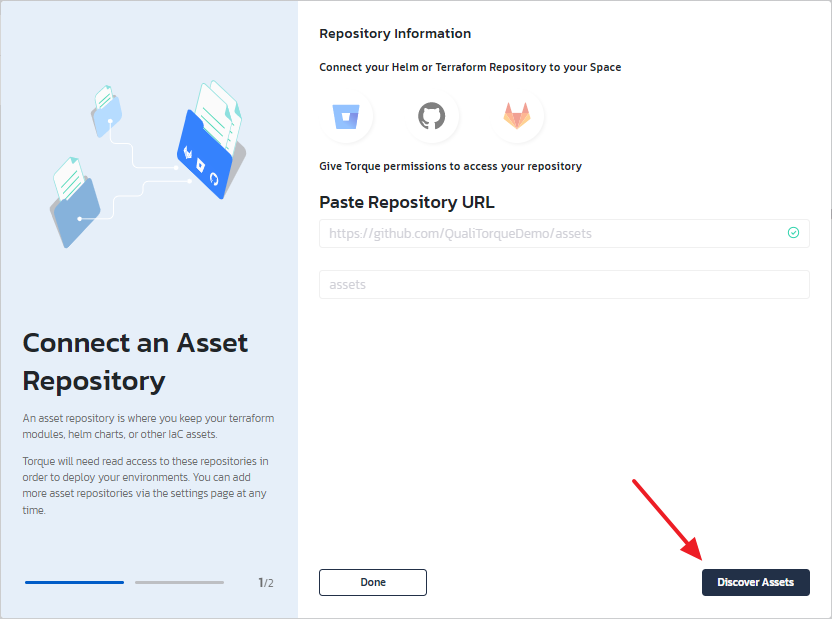 Connect an Asset
Repository
An asset repository is where you keep your terraform
modules, helm charts, or other IaC assets.
Torque will need read access to these repositories in
order to deploy your environments. You can add
more asset repositories via the settings page at any
time.
1/2
Repository Information
Connect your Helm or Terraform Repository to your Space
Give Torque permissions to access your repository
Paste Repository URL
https://github.com/QualiTorqueDemo/assets
assets
Done
Discover Assets